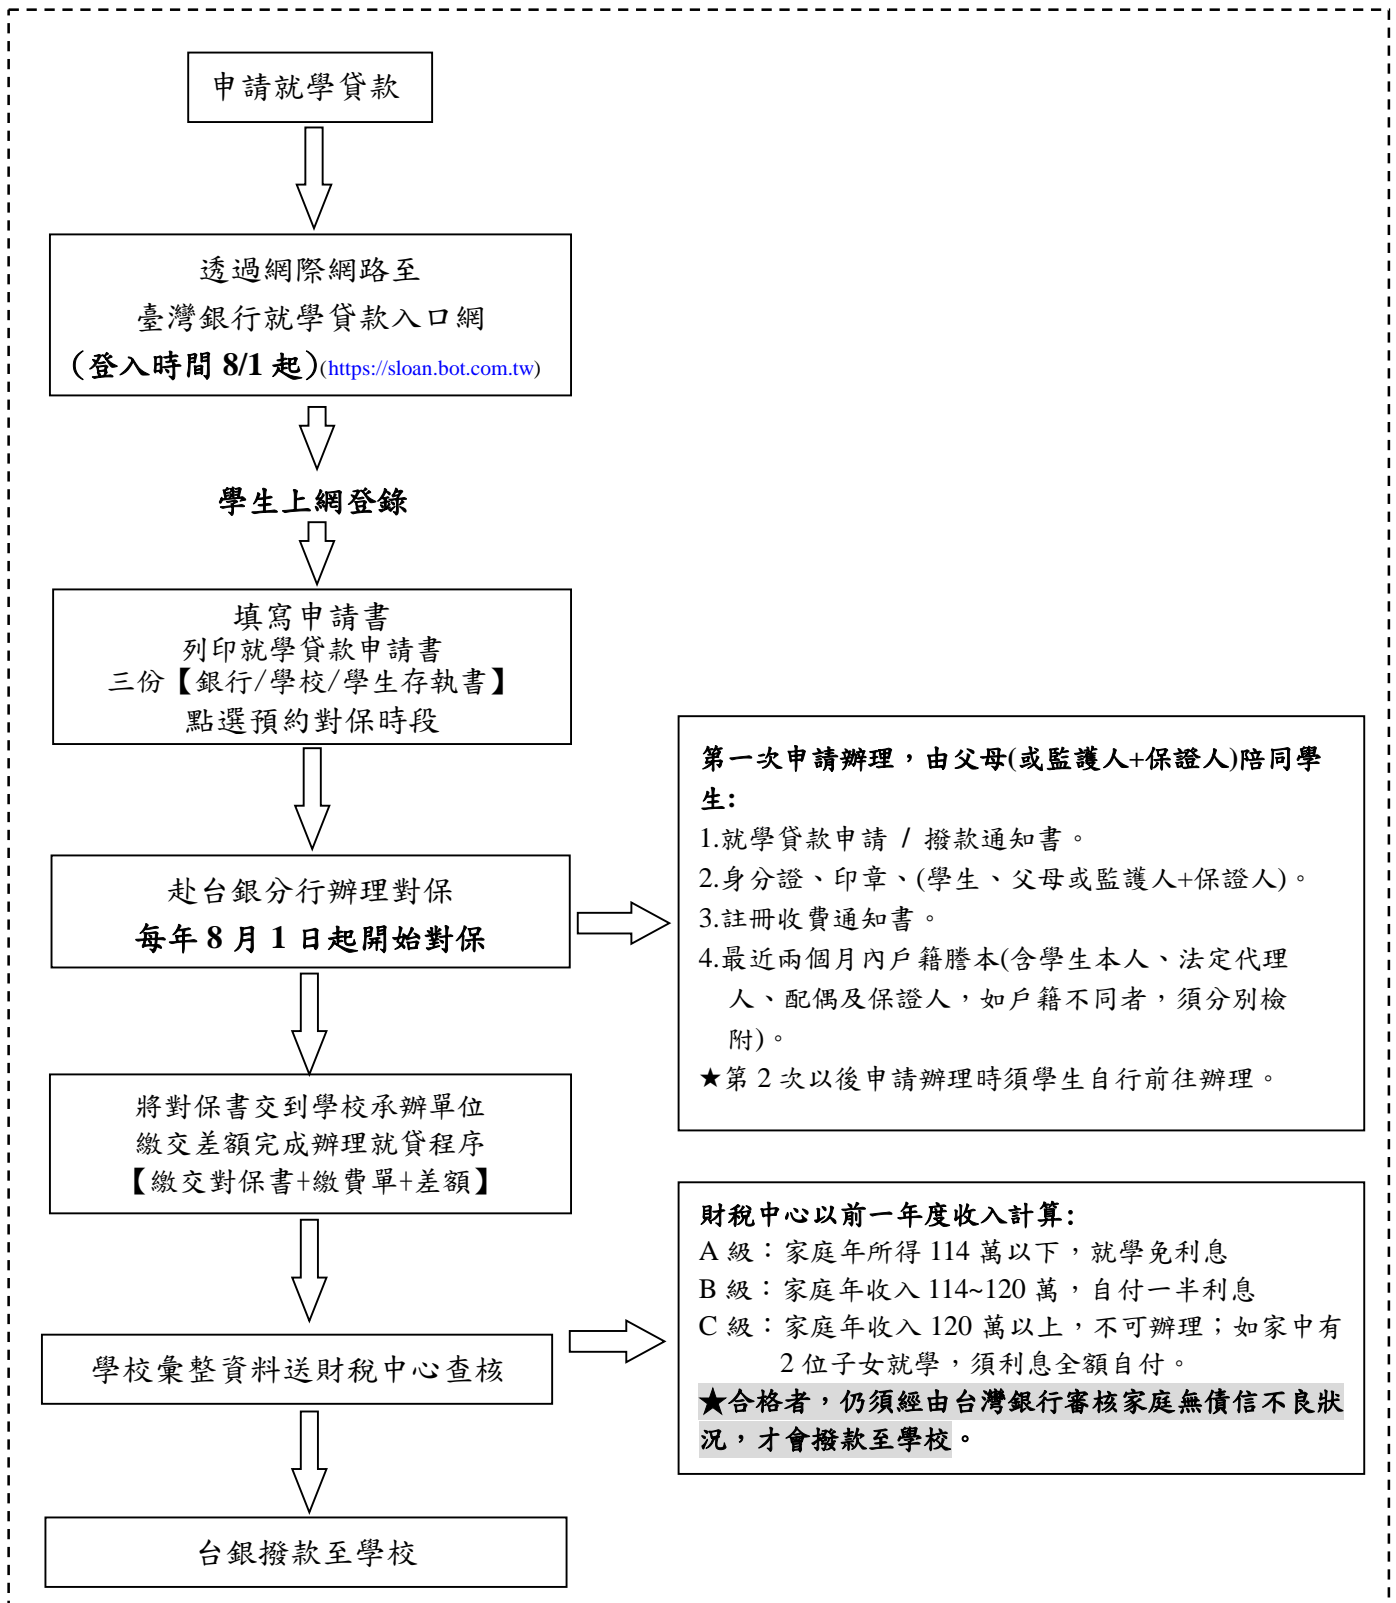 申請就學貸款
透過網際網路至
臺灣銀行就學貸款入口網
（登入時間 8/1 起）(https://sloan.bot.com.tw)
學生上網登錄
填寫申請書
列印就學貸款申請書
三份【銀行/學校/學生存執書】
點選預約對保時段
赴台銀分行辦理對保
每年 8 月 1 日起開始對保
第一次申請辦理，由父母(或監護人+保證人)陪同學
生:
1.就學貸款申請 / 撥款通知書。
2.身分證、印章、(學生、父母或監護人+保證人)。
3.註冊收費通知書。
4.最近兩個月內戶籍謄本(含學生本人、法定代理
人、配偶及保證人，如戶籍不同者，須分別檢
附)。
★第 2 次以後申請辦理時須學生自行前往辦理。
將對保書交到學校承辦單位
繳交差額完成辦理就貸程序
【繳交對保書+繳費單+差額】
學校彙整資料送財稅中心查核
財稅中心以前一年度收入計算:
A 級：家庭年所得 114 萬以下，就學免利息
B 級：家庭年收入 114~120 萬，自付一半利息
C 級：家庭年收入 120 萬以上，不可辦理；如家中有
2 位子女就學，須利息全額自付。
★合格者，仍須經由台灣銀行審核家庭無債信不良狀
況，才會撥款至學校。
台銀撥款至學校